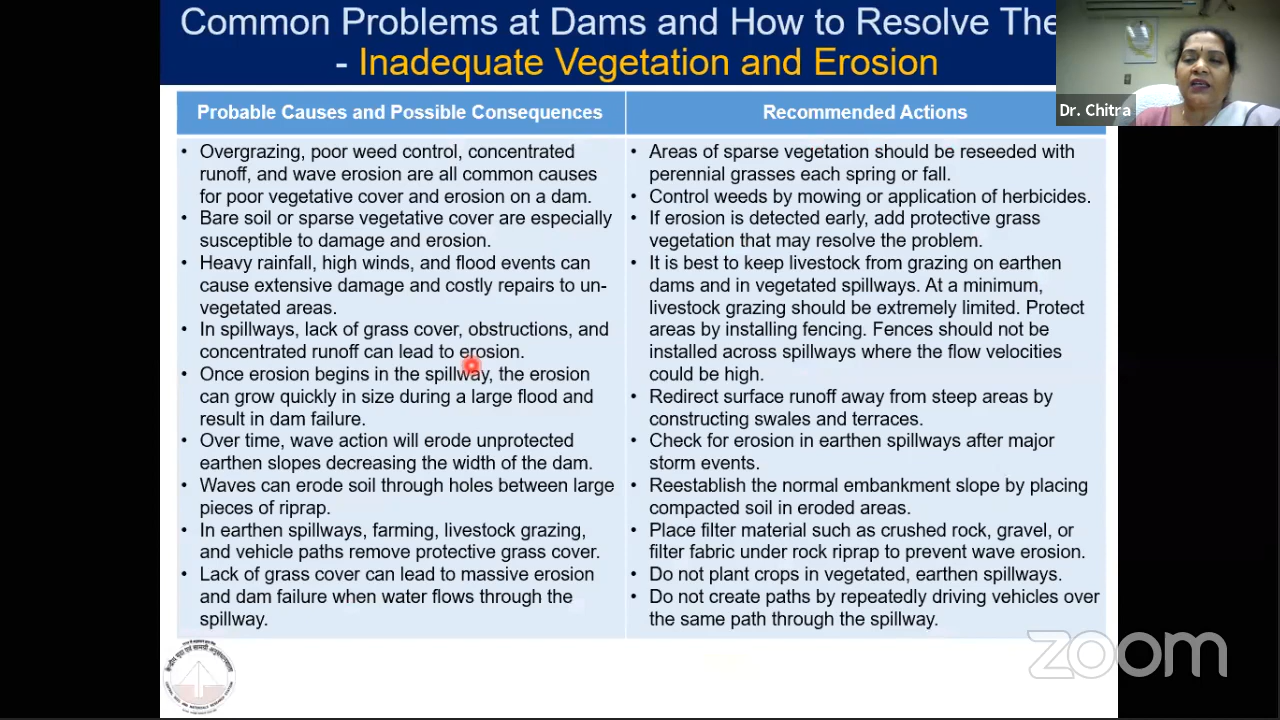 Common Problems at Dams and How to Resolve The
- Inadequate Vegetation and Erosion
Dr. Chitra
Probable Causes and Possible Consequences
• Overgrazing, poor weed control, concentrated
runoff, and wave erosion are all common causes
for poor vegetative cover and erosion on a dam.
• Bare soil or sparse vegetative cover are especially
susceptible to damage and erosion.
• Heavy rainfall, high winds, and flood events can
cause extensive damage and costly repairs to un-
vegetated areas.
• In spillways, lack of grass cover, obstructions, and
concentrated runoff can lead to erosion.
• Once erosion begins in the spillway, the erosion
can grow quickly in size during a large flood and
result in dam failure.
• Over time, wave action will erode unprotected
earthen slopes decreasing the width of the dam.
• Waves can erode soil through holes between large
pieces of riprap.
• In earthen spillways, farming, livestock grazing,
and vehicle paths remove protective grass cover.
• Lack of grass cover can lead to massive erosion
and dam failure when water flows through the
spillway.
Recommended Actions
• Areas of sparse vegetation should be reseeded with
perennial grasses each spring or fall.
• Control weeds by mowing or application of herbicides.
• If erosion is detected early, add protective grass
vegetation that may resolve the problem.
• It is best to keep livestock from grazing on earthen
dams and in vegetated spillways. At a minimum,
livestock grazing should be extremely limited. Protect
areas by installing fencing. Fences should not be
installed across spillways where the flow velocities
could be high.
• Redirect surface runoff away from steep areas by
constructing swales and terraces.
• Check for erosion in earthen spillways after major
storm events.
• Reestablish the normal embankment slope by placing
compacted soil in eroded areas.
• Place filter material such as crushed rock, gravel, or
filter fabric under rock riprap to prevent wave erosion.
• Do not plant crops in vegetated, earthen spillways.
• Do not create paths by repeatedly driving vehicles over
the same path through the spillway.
zoom